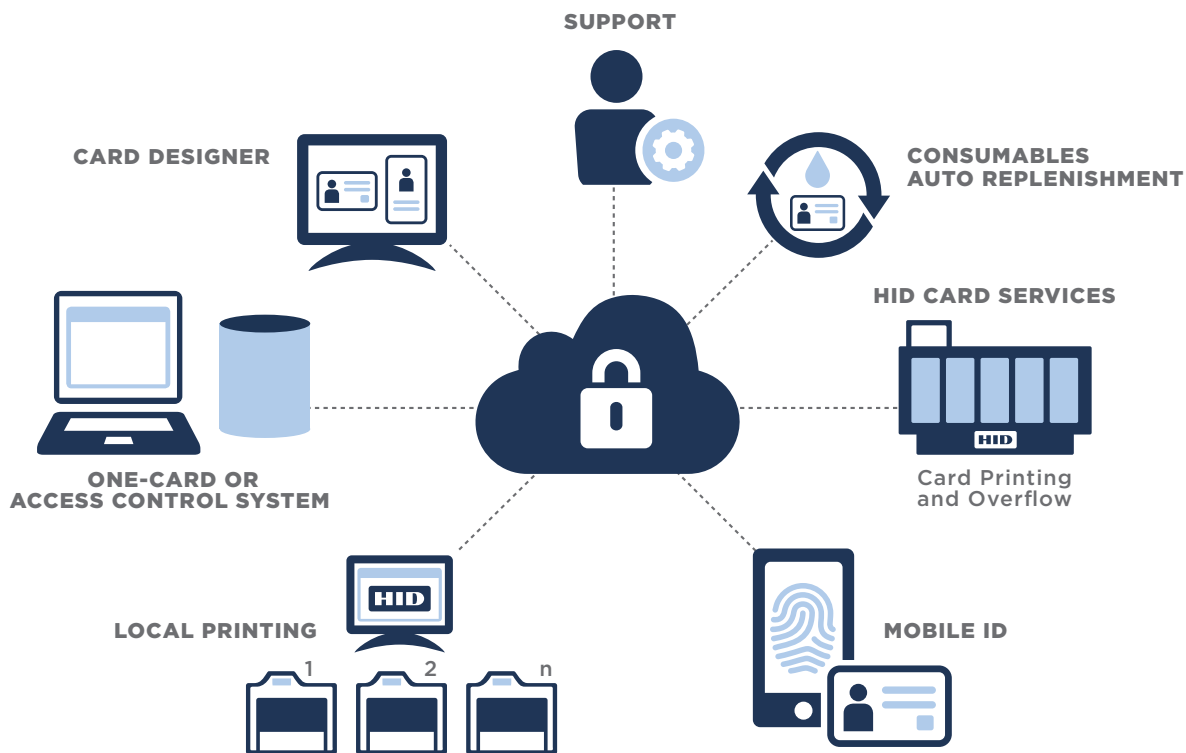 SUPPORT
CARD DESIGNER
CONSUMABLES
AUTO REPLENISHMENT
HID CARD SERVICES
HID
Card Printing
and Overflow
ONE-CARD OR
ACCESS CONTROL SYSTEM
HID
LOCAL PRINTING
MOBILE ID
1
2
n